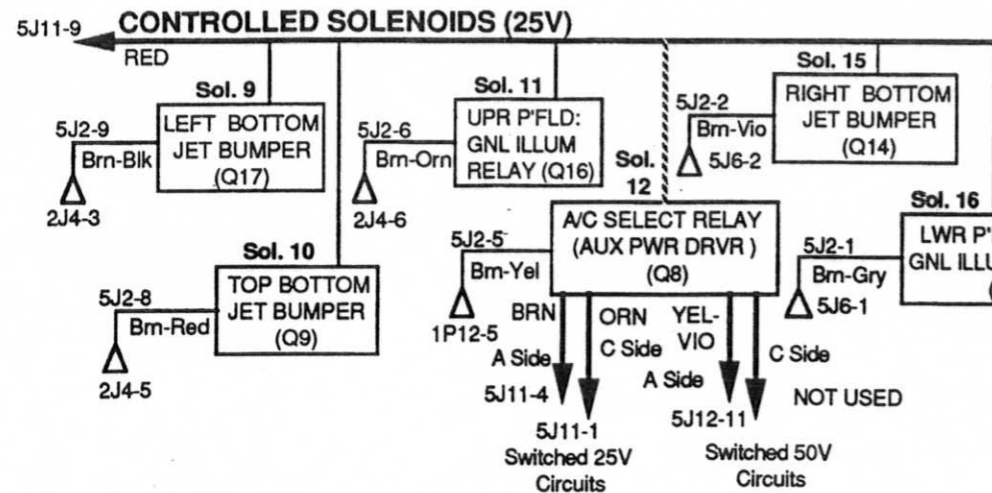 CONTROLLED SOLENOIDS (25V)
5J11-9
RED
Sol. 9
LEFT BOTTOM
JET BUMPER
(Q17)
5J2-9
Brn-Blk
2J4-3
Sol. 10
TOP BOTTOM
JET BUMPER
(Q9)
5J2-8
Brn-Red
2J4-5
Sol. 11
UPR P'FLD:
GNL ILLUM
RELAY (Q16)
5J2-6
Brn-Orn
2J4-6
Sol.
12
A/C SELECT RELAY
(AUX PWR DRVR )
(Q8)
5J2-5
Brn-Yel
1P12-5
BRN
A Side
5J11-4
ORN
C Side
5J11-1
Switched 25V
Circuits
YEL-
VIO
A Side
5J12-11
C Side
NOT USED
Switched 50V
Circuits
Sol. 15
RIGHT BOTTOM
JET BUMPER
(Q14)
5J2-2
Brn-Vio
5J6-2
Sol. 16
LWR P'
GNL ILLU
(
5J2-1
Brn-Gry
5J6-1